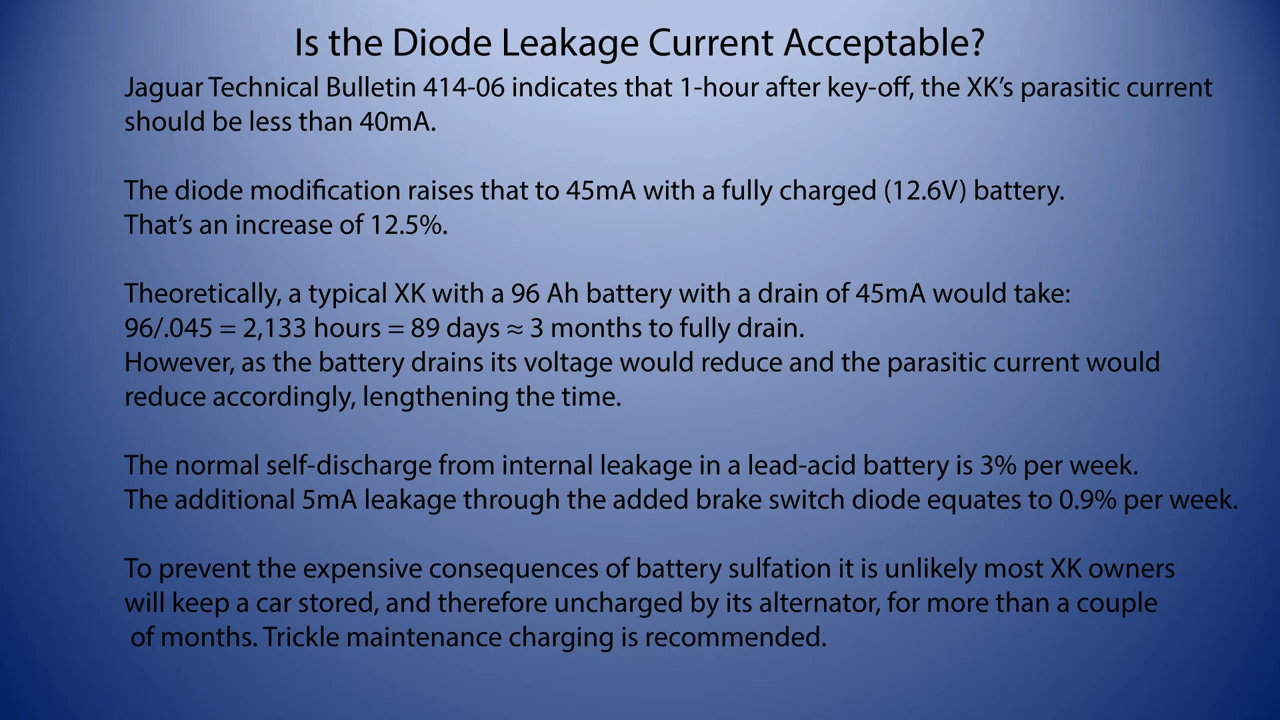 Is the Diode Leakage Current Acceptable?
Jaguar Technical Bulletin 414-06 indicates that 1-hour after key-off, the XK's parasitic current
should be less than 40mA.
The diode modification raises that to 45mA with a fully charged (12.6V) battery.
That's an increase of 12.5%.
Theoretically, a typical XK with a 96 Ah battery with a drain of 45mA would take:
96/.045 = 2,133 hours = 89 days ≈ 3 months to fully drain.
However, as the battery drains its voltage would reduce and the parasitic current would
reduce accordingly, lengthening the time.
The normal self-discharge from internal leakage in a lead-acid battery is 3% per week.
The additional 5mA leakage through the added brake switch diode equates to 0.9% per week.
To prevent the expensive consequences of battery sulfation it is unlikely most XK owners
will keep a car stored, and therefore uncharged by its alternator, for more than a couple
of months. Trickle maintenance charging is recommended.